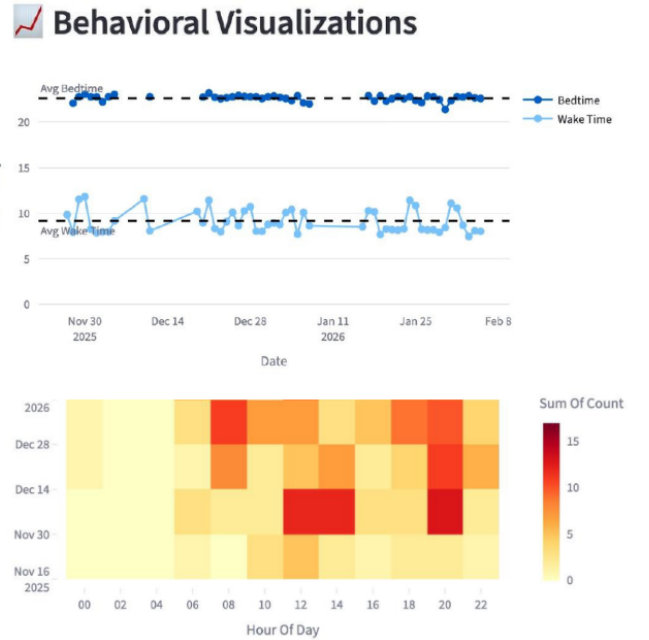 Behavioral Visualizations
Avg Bedtime
Bedtime
Wake Time
20
15
10
Avg Wake Time
5
0
Nov 30 Dec 14 Dec 28 Jan 11 Jan 25 Feb 8
2025 2026
Date
Sum Of Count
2026
Dec 28
Dec 14
Nov 30
Nov 16
2025
15
10
5
0
00 02 04 06 08 10 12 14 16 18 20 22
Hour Of Day